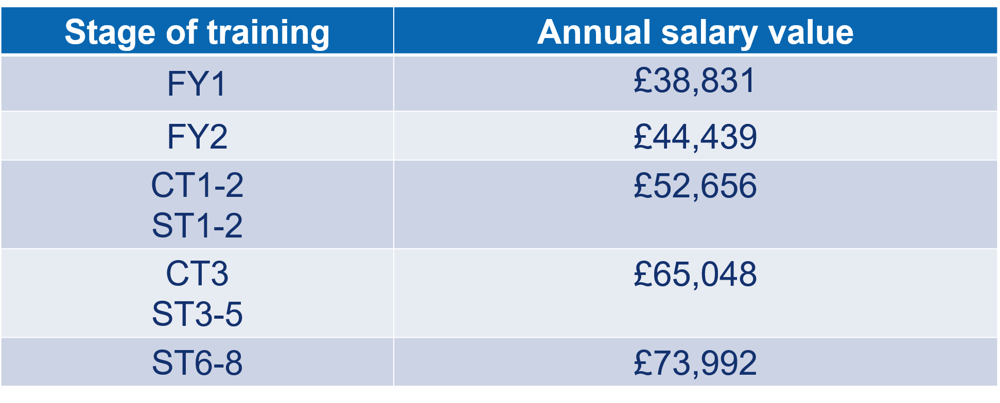 Stage of training Annual salary value
FY1 £38,831
FY2 £44,439
CT1-2 £52,656
ST1-2
CT3 £65,048
ST3-5
ST6-8 £73,992